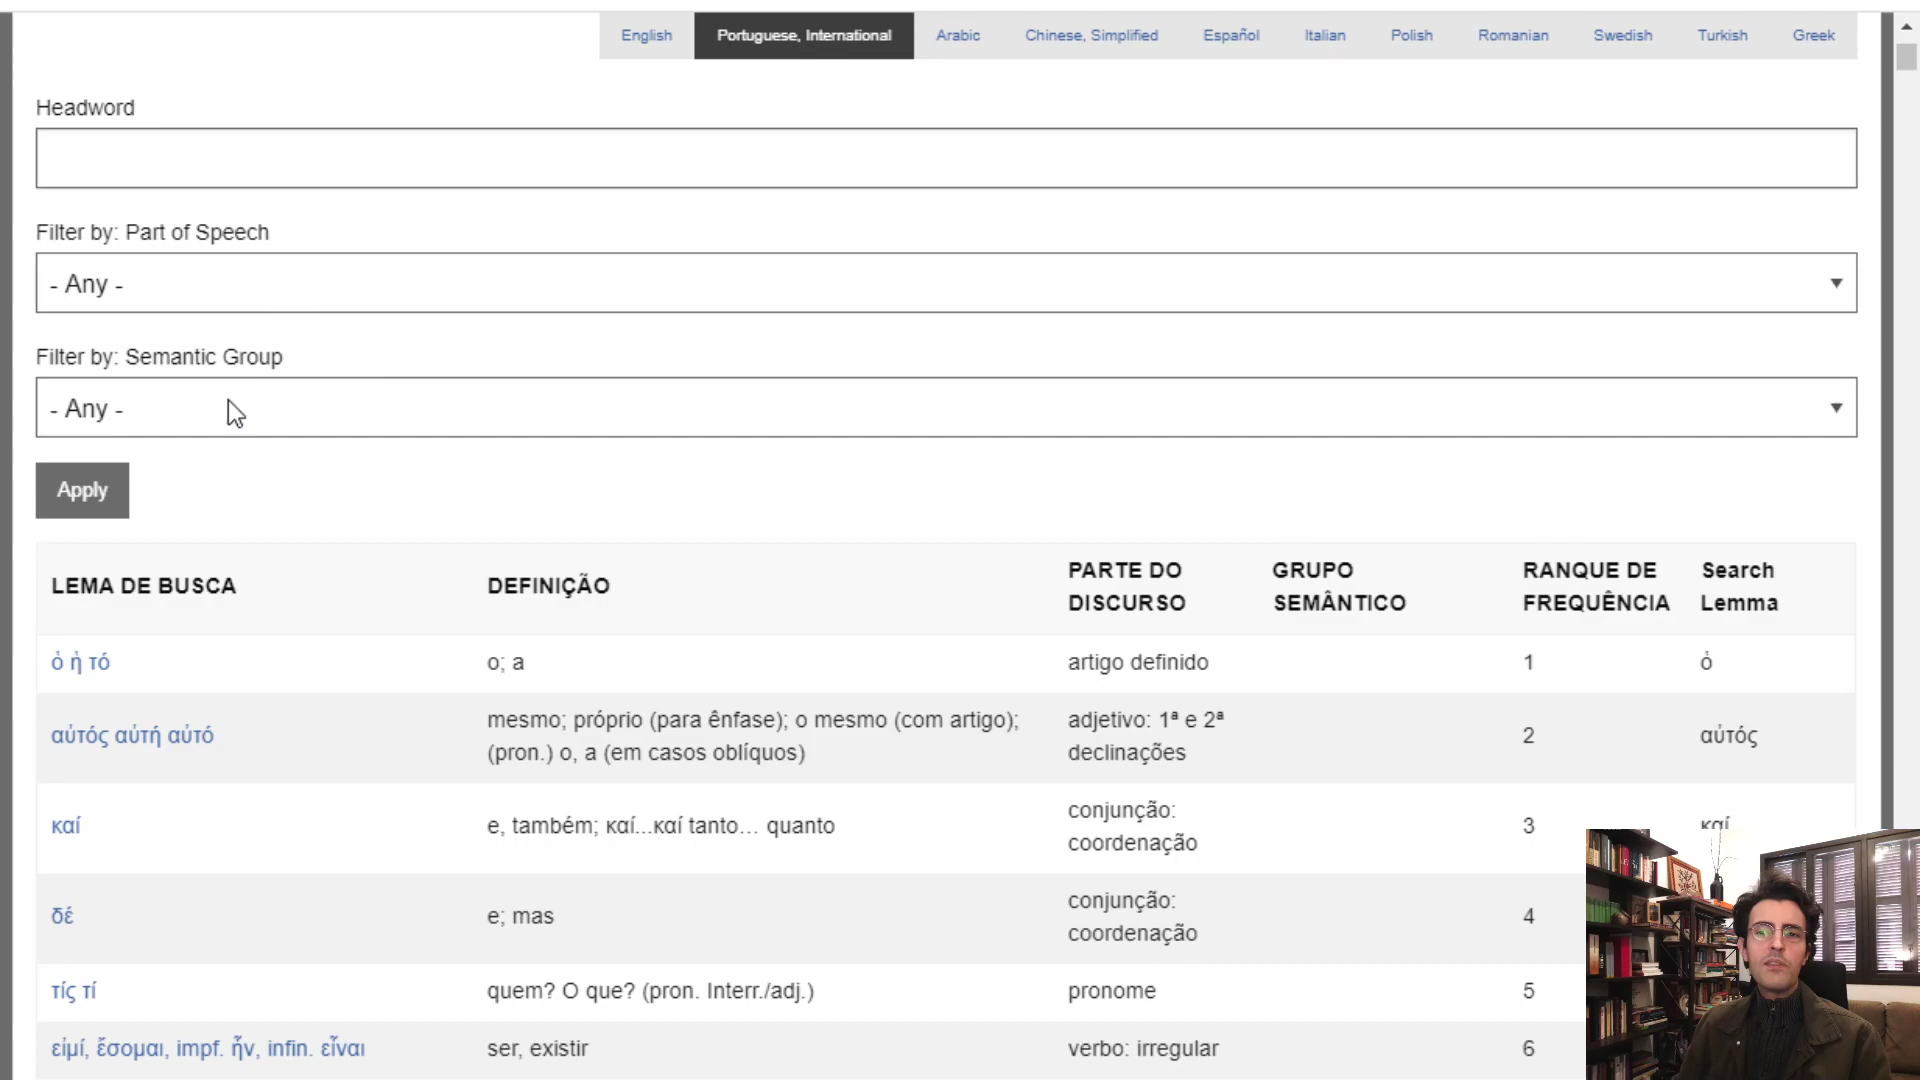 English Portuguese, International Arabic Chinese, Simplified Español Italian Polish Romanian Swedish Turkish Greek
Headword
Filter by: Part of Speech
- Any -
Filter by: Semantic Group
- Any -
Apply
LEMA DE BUSCA DEFINIÇÃO PARTE DO DISCURSO GRUPO SEMÂNTICO RANQUE DE FREQUÊNCIA Search Lemma
ὁ ἡ τό o; a artigo definido 1 ὁ
αὐτός αὐτή αὐτό mesmo; próprio (para ênfase); o mesmo (com artigo); (pron.) o, a (em casos oblíquos) adjetivo: 1ª e 2ª declinações 2 αὐτός
καί e, também; καί...καί tanto... quanto conjunção: coordenação 3 καί
δέ e; mas conjunção: coordenação 4
τίς τί quem? O que? (pron. Interr./adj.) pronome 5
εἰμί, ἔσομαι, impf. ἦν, infin. εἶναι ser, existir verbo: irregular 6